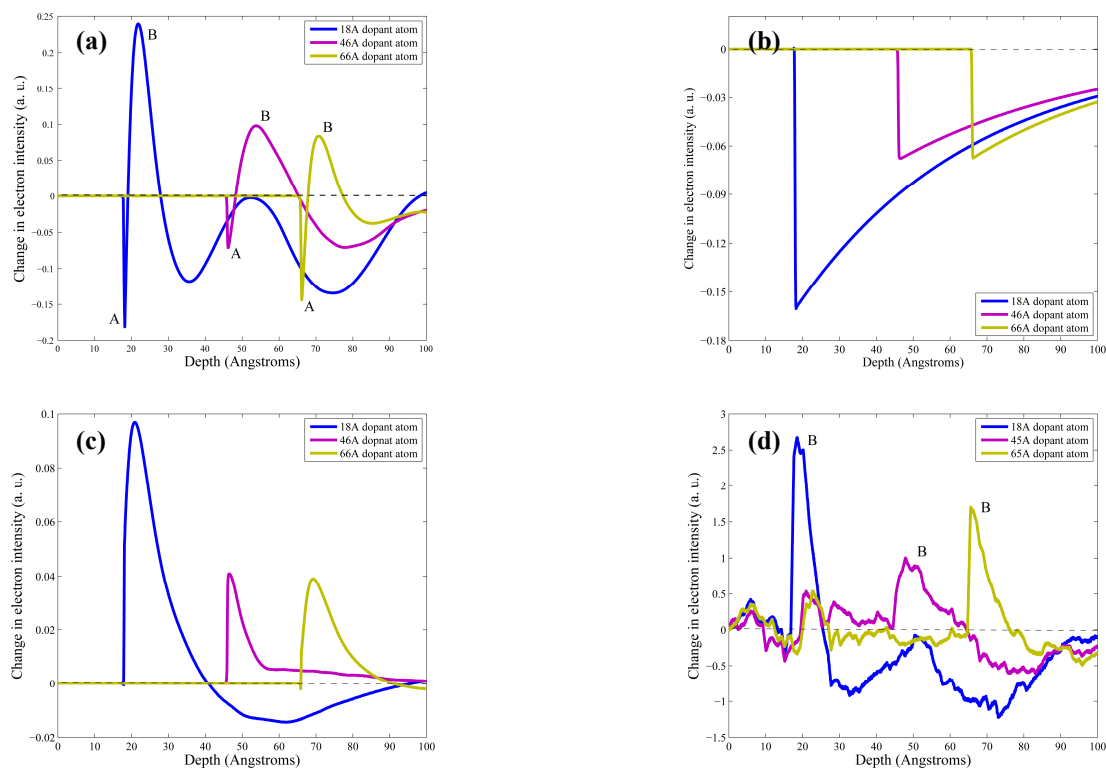 (a)
0.25
0.2
0.15
0.1
0.05
0
−0.05
−0.1
−0.15
−0.2
0 10 20 30 40 50 60 70 80 90 100
Change in electron intensity (a. u.)
Depth (Angstroms)
18A dopant atom
46A dopant atom
66A dopant atom
B
B
B
A
A
A
(b)
0
−0.03
−0.06
−0.09
−0.12
−0.15
−0.18
0 10 20 30 40 50 60 70 80 90 100
Change in electron intensity (a. u.)
Depth (Angstroms)
18A dopant atom
46A dopant atom
66A dopant atom
(c)
0.1
0.08
0.06
0.04
0.02
0
−0.02
0 10 20 30 40 50 60 70 80 90 100
Change in electron intensity (a. u.)
Depth (Angstroms)
18A dopant atom
46A dopnat atom
66A dopant atom
(d)
3
2.5
2
1.5
1
0.5
0
−0.5
−1
−1.5
0 10 20 30 40 50 60 70 80 90 100
Change in electron intensity (a. u.)
Depth (Angstroms)
18A dopant atom
45A dopant atom
65A dopant atom
B
B
B